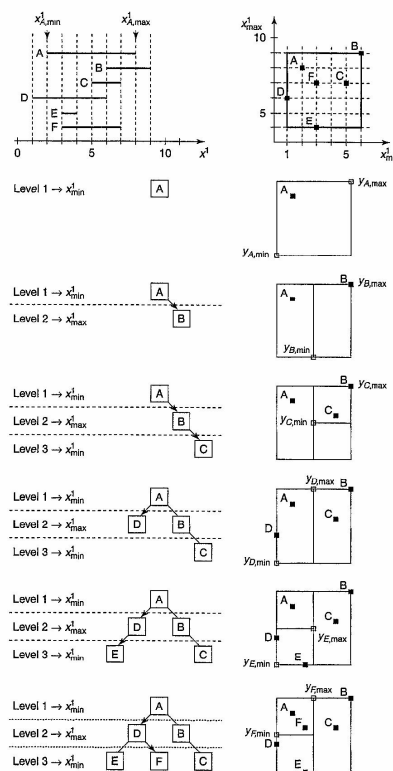 x¹A,min x¹A,max
A
B
C
D
E
F
0 5 10 x¹
x¹max
10
5
B
A
F C
D
E
1 5 x¹m
Level 1 → x¹min A
A yA,max
yA,min
Level 1 → x¹min A
Level 2 → x¹max B
A B yB,max
yB,min
Level 1 → x¹min A
Level 2 → x¹max B
Level 3 → x¹min C
B yC,max
A
C
yC,min
Level 1 → x¹min A
Level 2 → x¹max D B
Level 3 → x¹min C
yD,max B
A
C
D
yD,min
Level 1 → x¹min A
Level 2 → x¹max D B
Level 3 → x¹min E C
B
A
C
D yE,max
yE,min E
Level 1 → x¹min A
Level 2 → x¹max D B
Level 3 → x¹min E F C
yF,max B
A
F C
yF,min
D
E